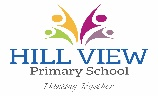 HILL VIEW
Primary School
Thriving Together